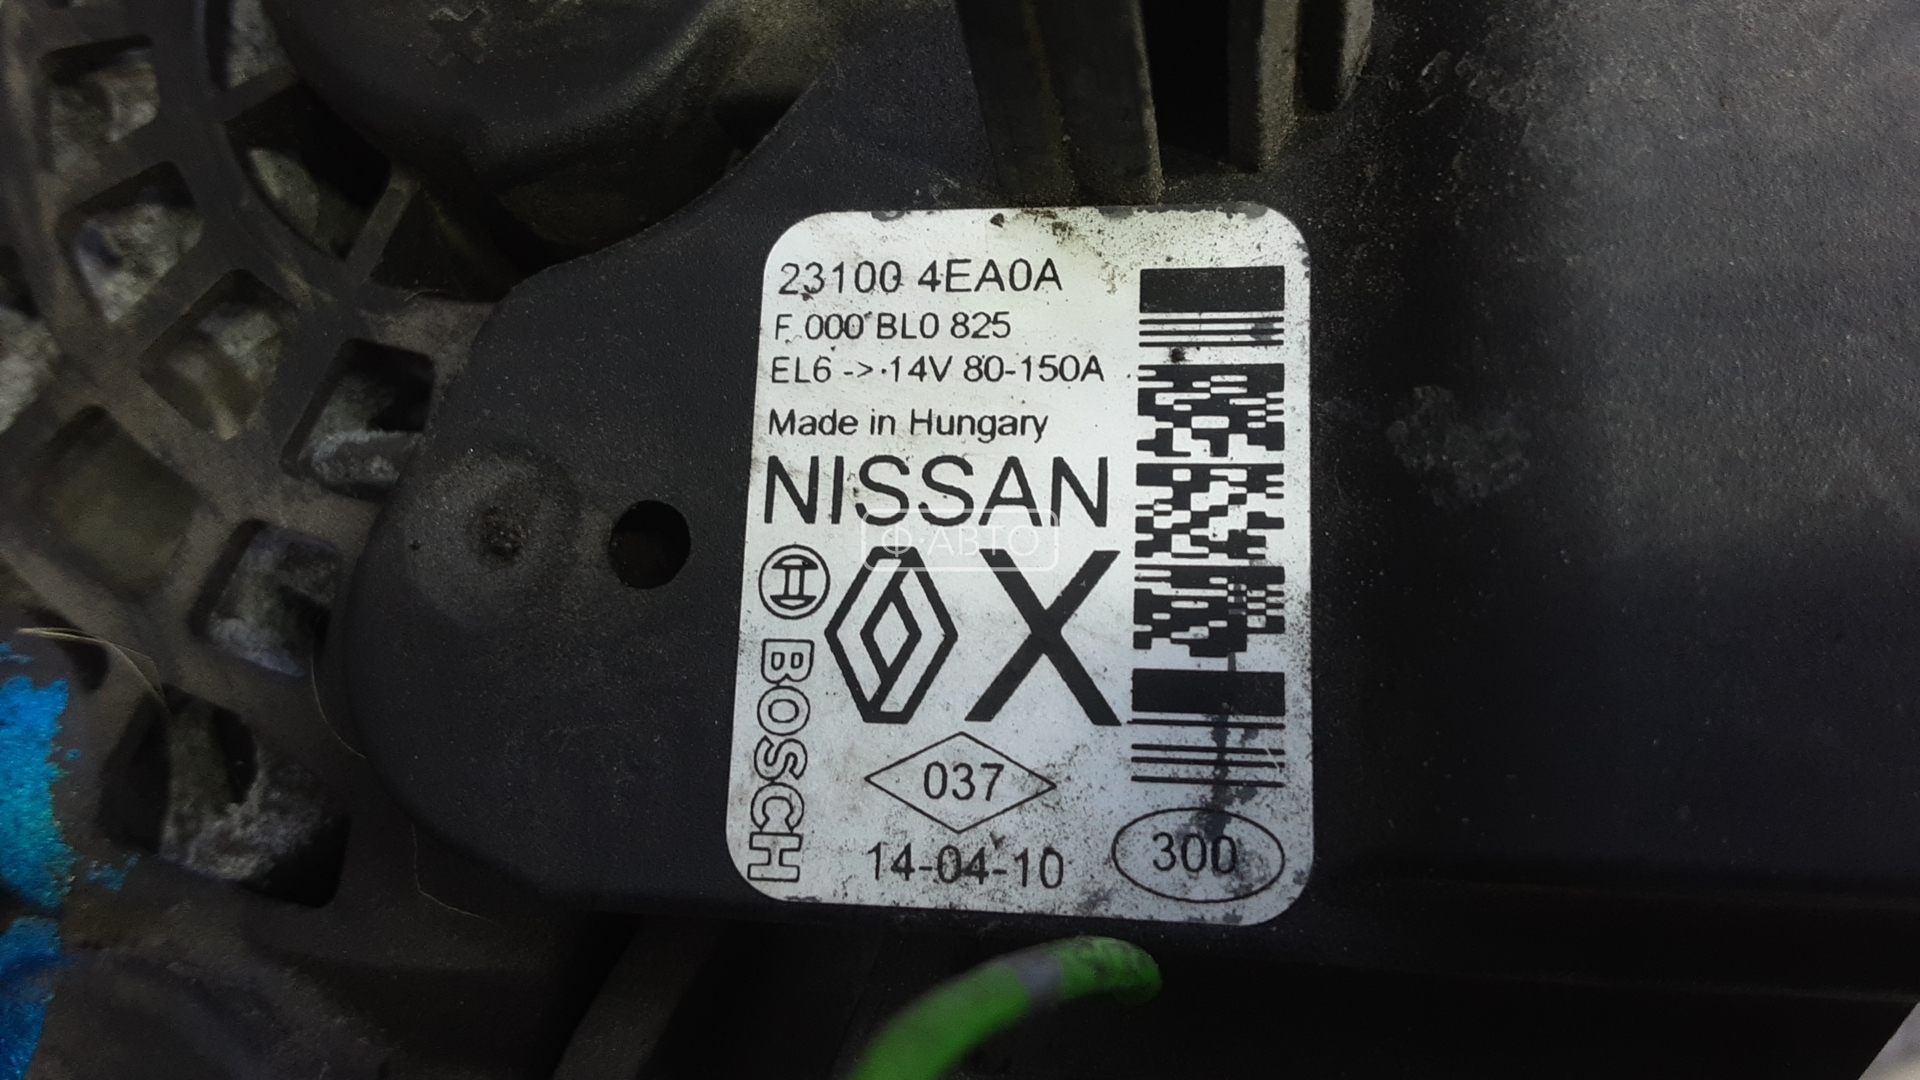 23100 4EA0A
F 000 BL0 825
EL6 -> 14V 80-150A
Made in Hungary
NISSAN
Ф·АВТО
X
BOSCH
037
14-04-10
300